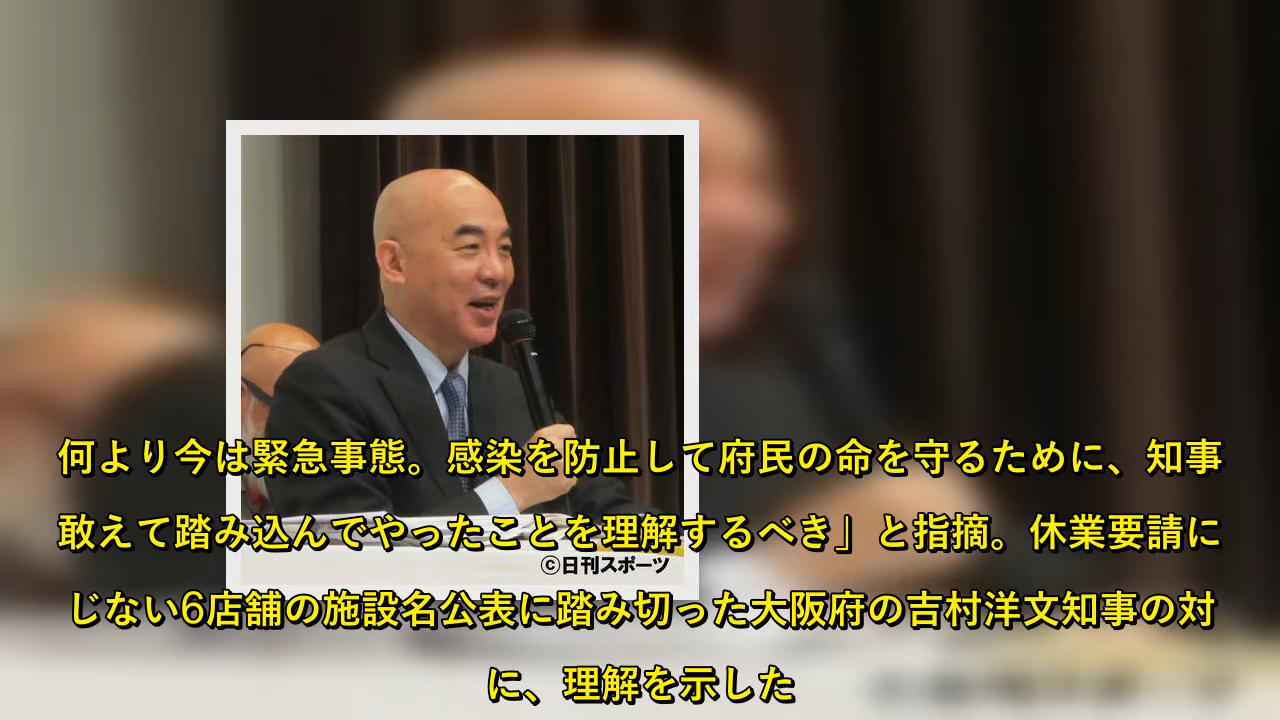 何より今は緊急事態。感染を防止して府民の命を守るために、知事
敢えて踏み込んでやったことを理解するべき」と指摘。休業要請に
©日刊スポーツ
じない6店舗の施設名公表に踏み切った大阪府の吉村洋文知事の対
に、理解を示した